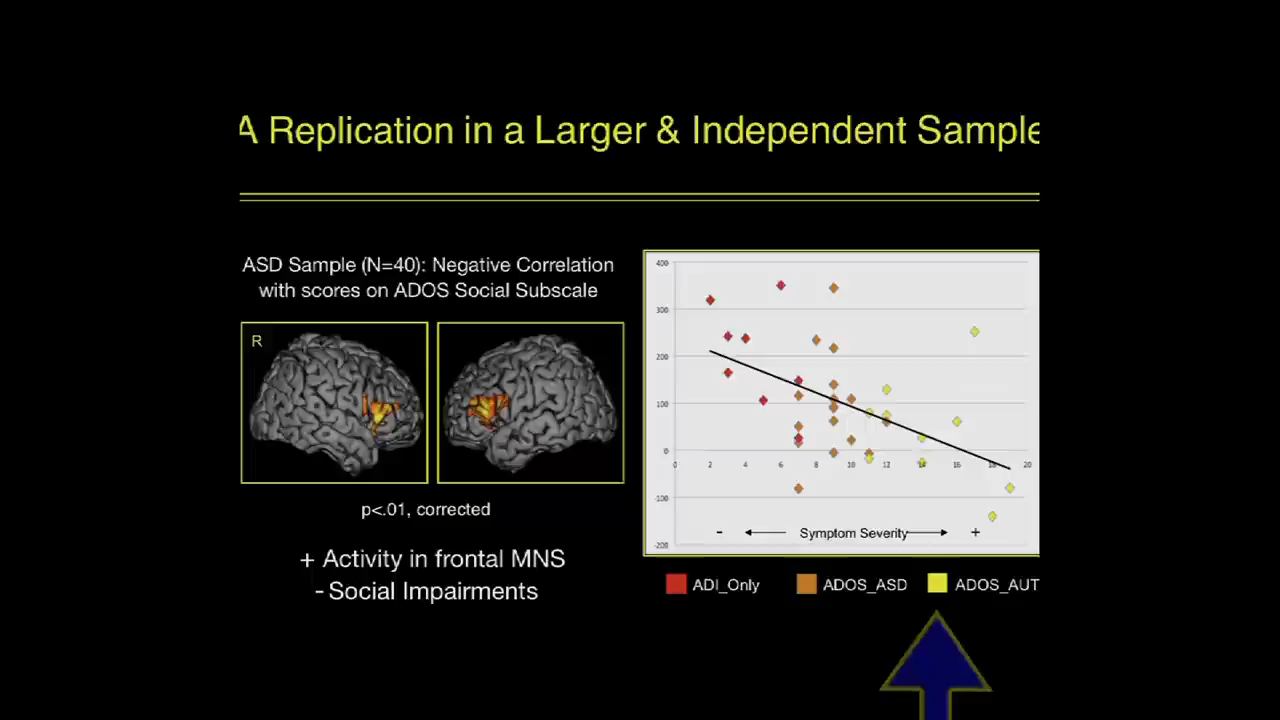 A Replication in a Larger & Independent Sample
ASD Sample (N=40): Negative Correlation
with scores on ADOS Social Subscale
R
p<.01, corrected
+ Activity in frontal MNS
- Social Impairments
400
300
200
100
0
-100
-200
0 2 4 6 8 10 12 14 16 18 20
- Symptom Severity +
ADI_Only ADOS_ASD ADOS_AUT